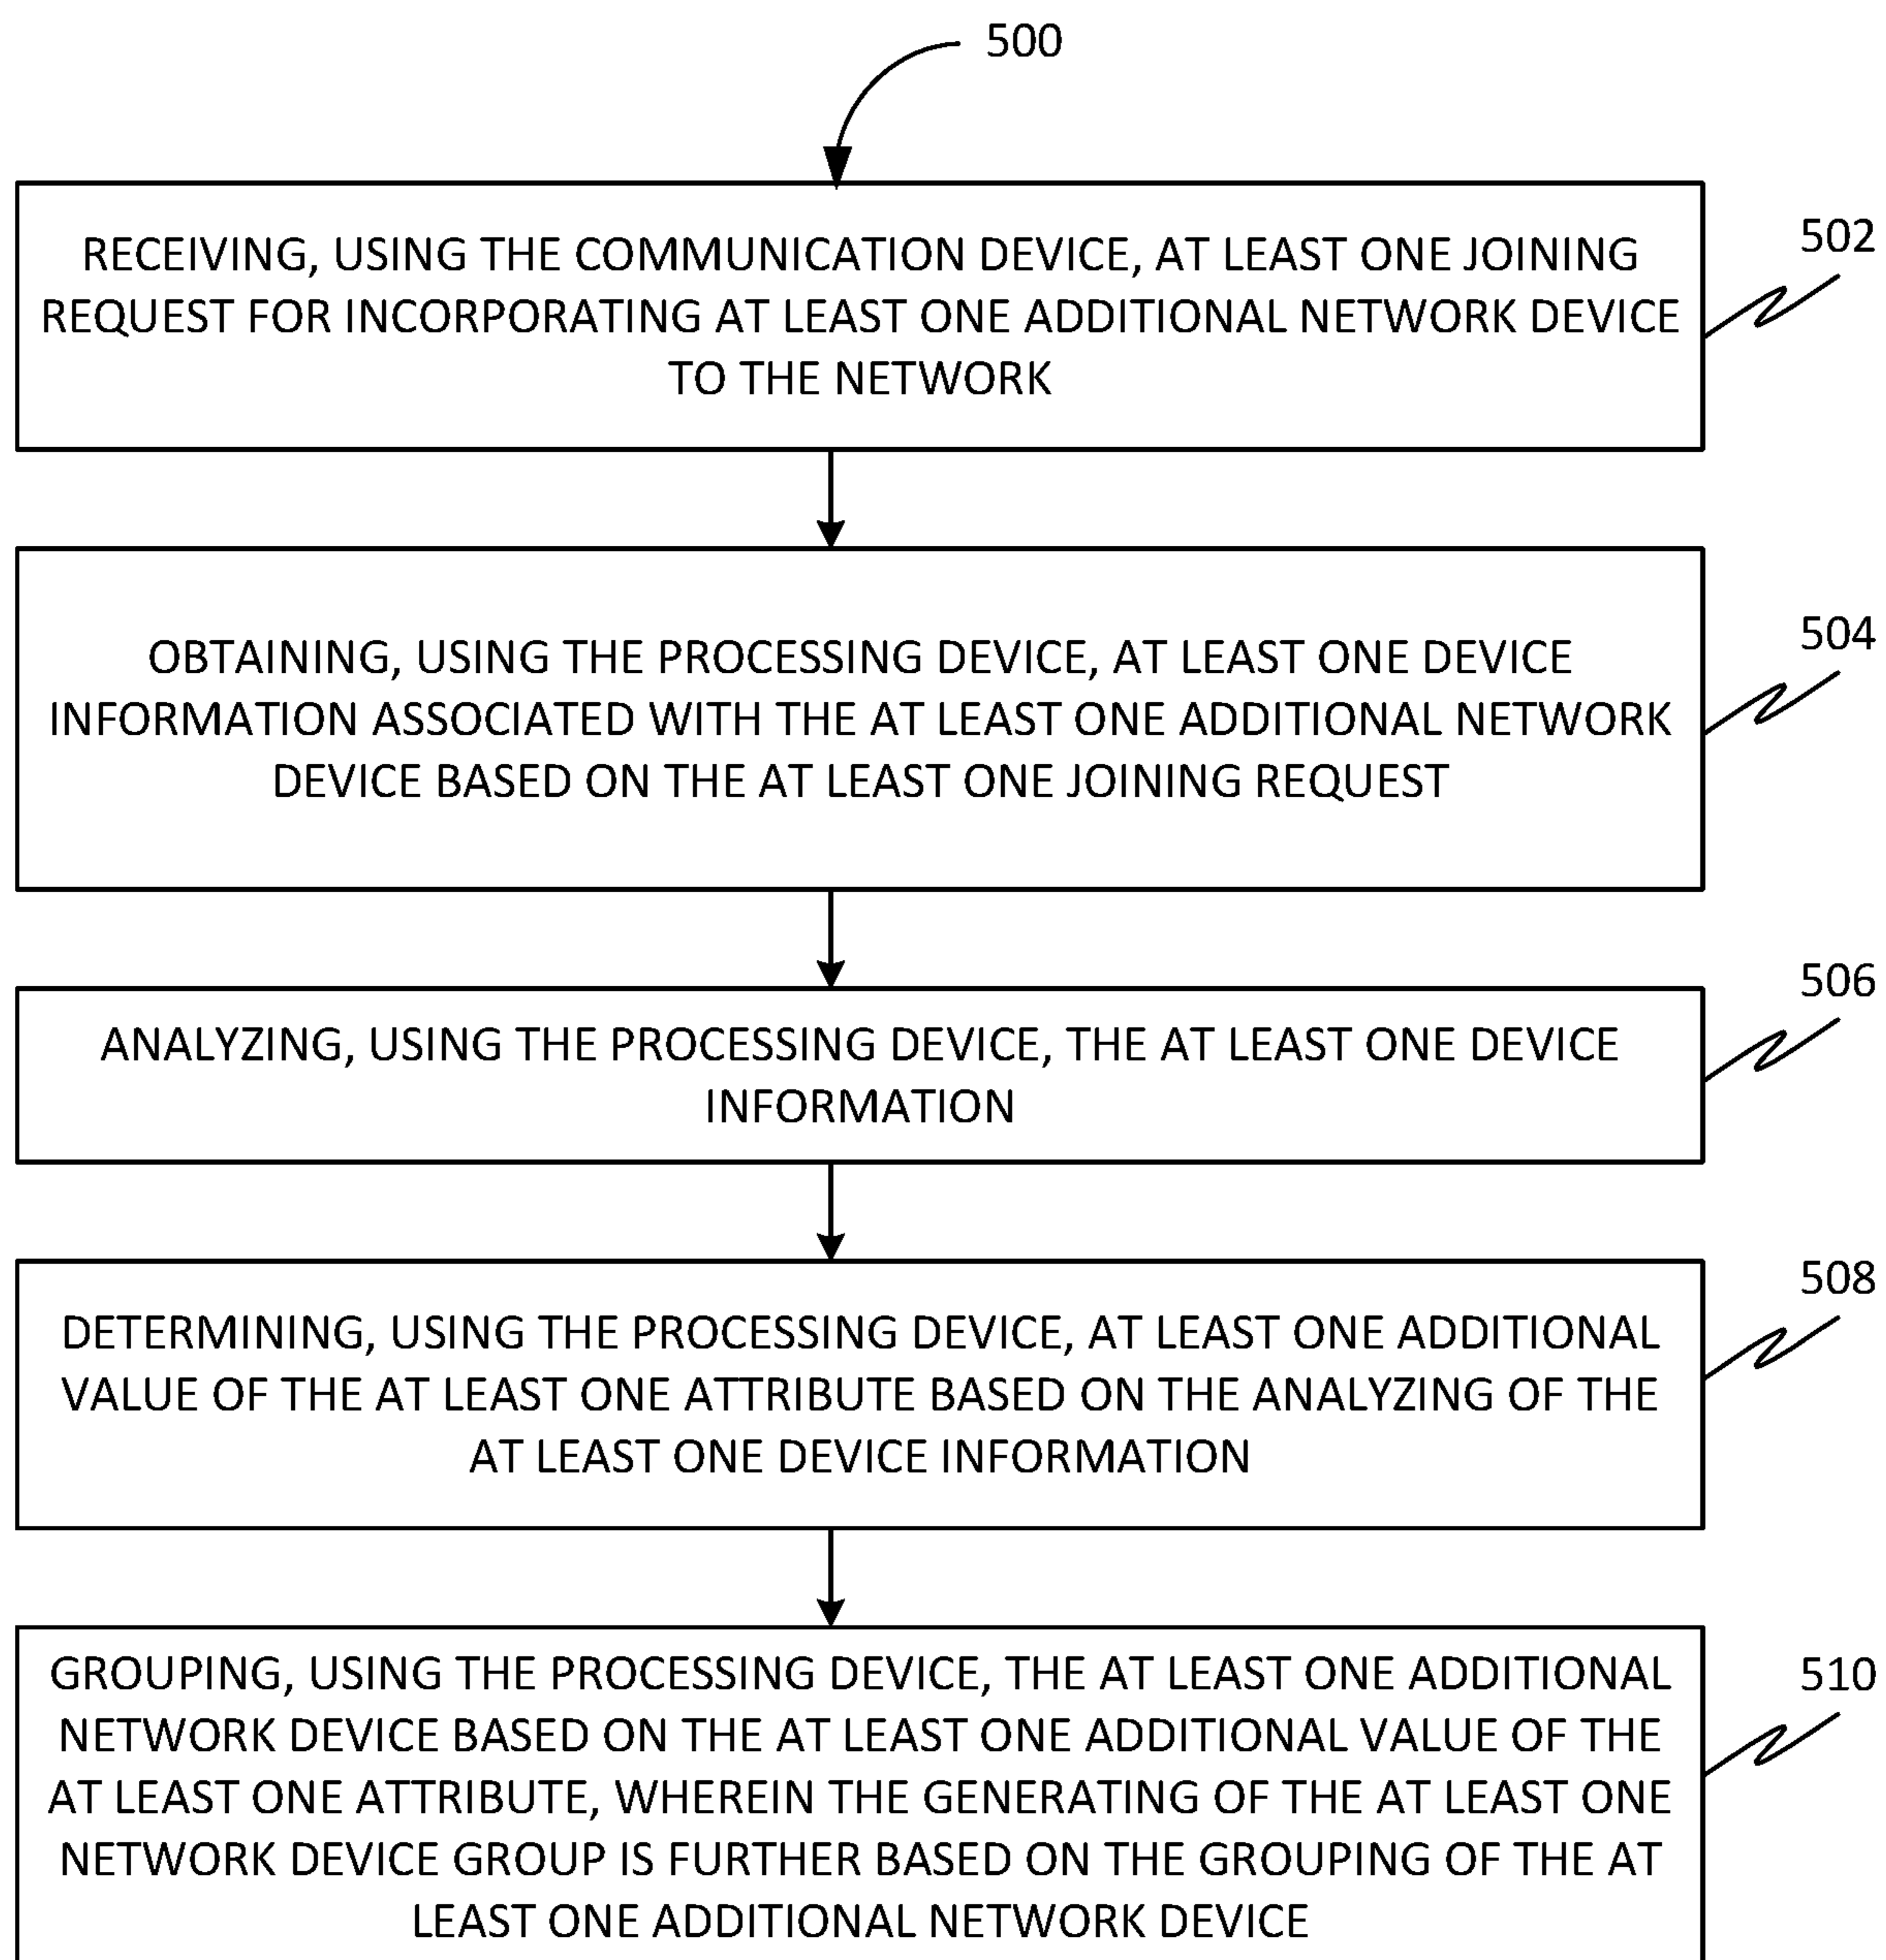 500
RECEIVING, USING THE COMMUNICATION DEVICE, AT LEAST ONE JOINING
REQUEST FOR INCORPORATING AT LEAST ONE ADDITIONAL NETWORK DEVICE
TO THE NETWORK
502
OBTAINING, USING THE PROCESSING DEVICE, AT LEAST ONE DEVICE
INFORMATION ASSOCIATED WITH THE AT LEAST ONE ADDITIONAL NETWORK
DEVICE BASED ON THE AT LEAST ONE JOINING REQUEST
504
ANALYZING, USING THE PROCESSING DEVICE, THE AT LEAST ONE DEVICE
INFORMATION
506
DETERMINING, USING THE PROCESSING DEVICE, AT LEAST ONE ADDITIONAL
VALUE OF THE AT LEAST ONE ATTRIBUTE BASED ON THE ANALYZING OF THE
AT LEAST ONE DEVICE INFORMATION
508
GROUPING, USING THE PROCESSING DEVICE, THE AT LEAST ONE ADDITIONAL
NETWORK DEVICE BASED ON THE AT LEAST ONE ADDITIONAL VALUE OF THE
AT LEAST ONE ATTRIBUTE, WHEREIN THE GENERATING OF THE AT LEAST ONE
NETWORK DEVICE GROUP IS FURTHER BASED ON THE GROUPING OF THE AT
LEAST ONE ADDITIONAL NETWORK DEVICE
510